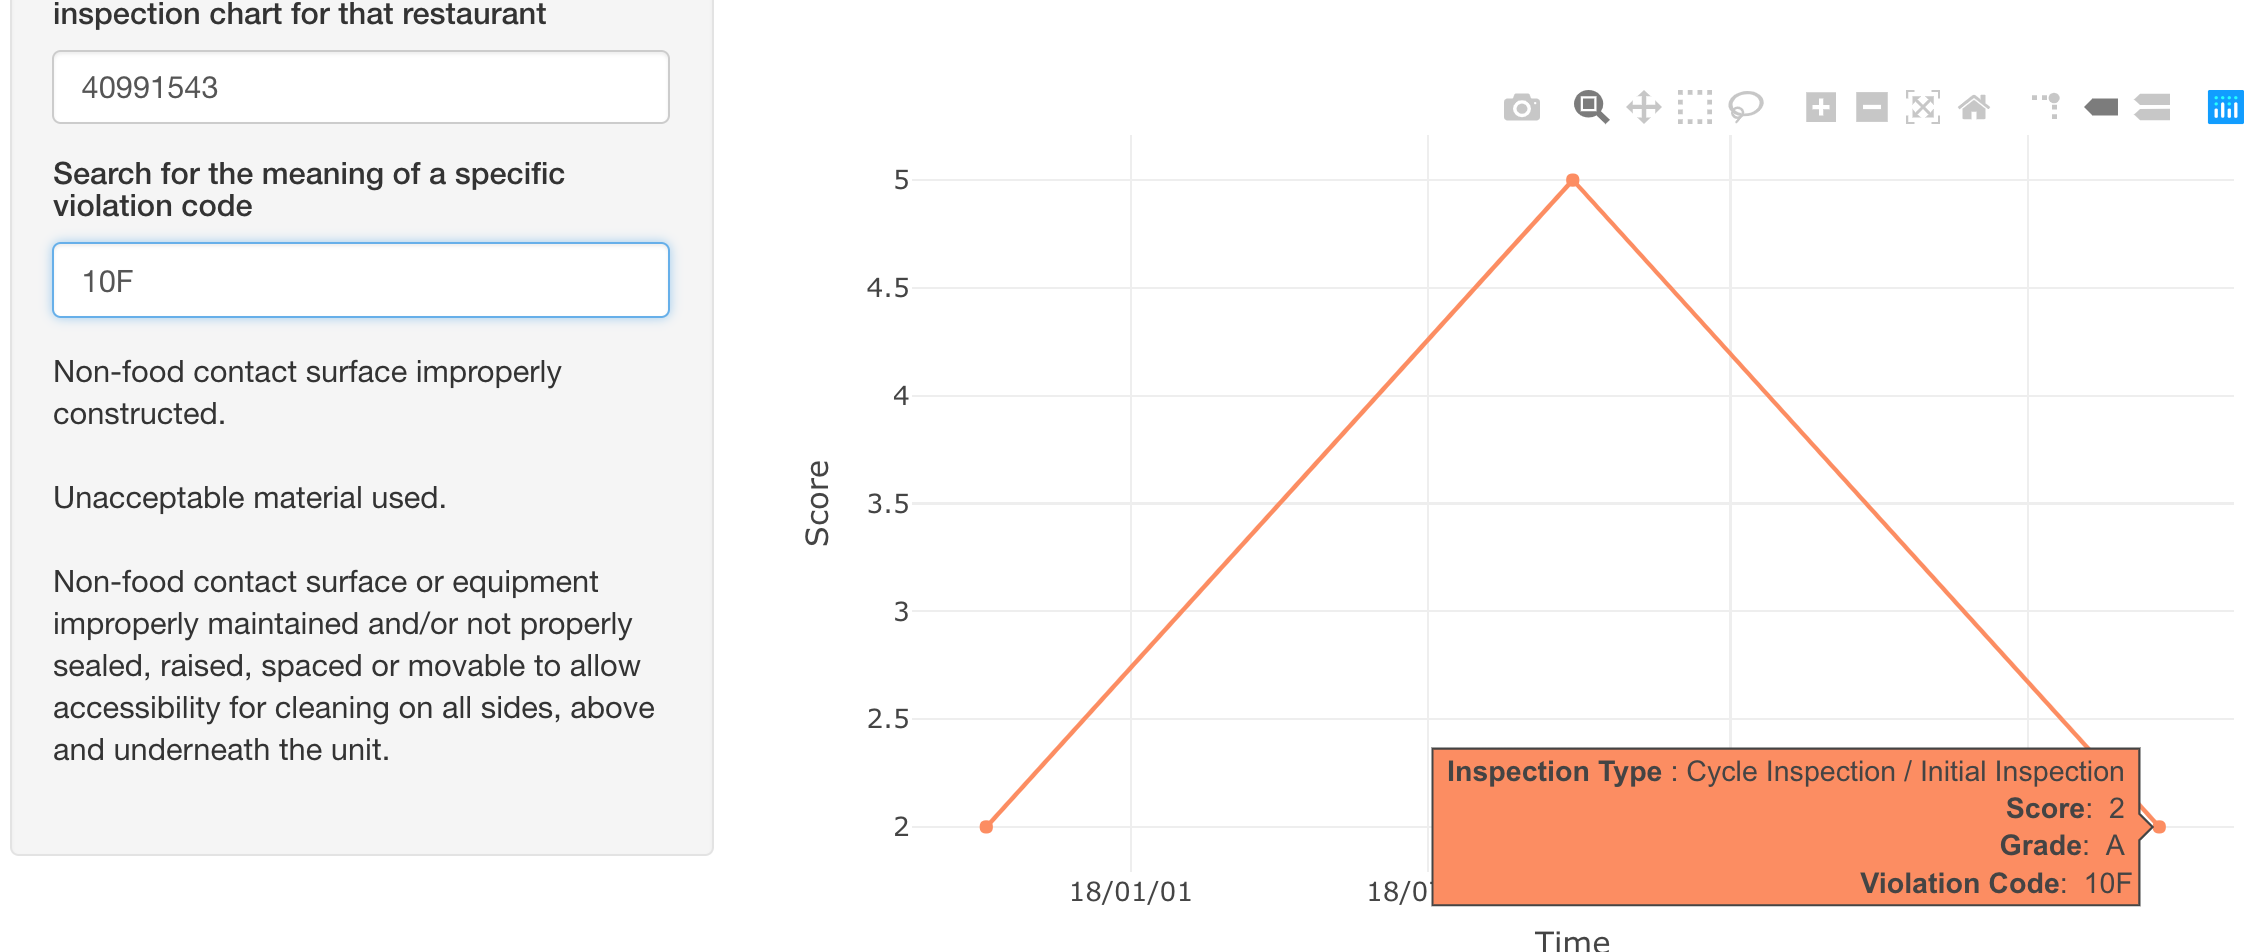 inspection chart for that restaurant
40991543
Search for the meaning of a specific
violation code
10F
Non-food contact surface improperly
constructed.
Unacceptable material used.
Non-food contact surface or equipment
improperly maintained and/or not properly
sealed, raised, spaced or movable to allow
accessibility for cleaning on all sides, above
and underneath the unit.
5
4.5
4
3.5
3
2.5
2
Score
18/01/01
18/0
Inspection Type : Cycle Inspection / Initial Inspection
Score: 2
Grade: A
Violation Code: 10F
Time